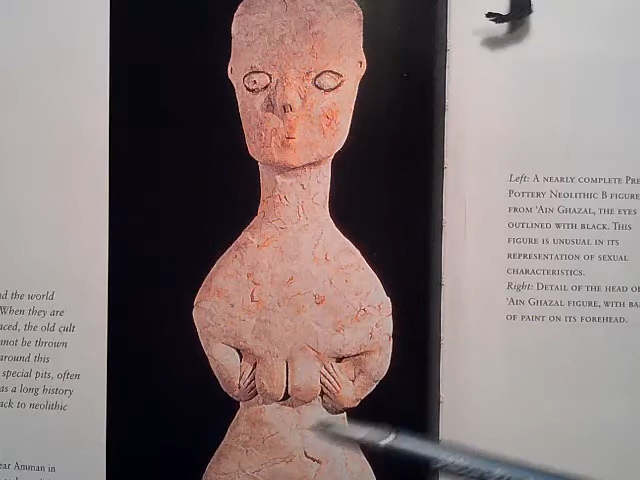 d the world
When they are
aced, the old cult
not be thrown
around this
special pits, often
as a long history
ack to neolithic
ear Amman in
Left: A NEARLY COMPLETE PRE
POTTERY NEOLITHIC B FIGURE
FROM 'AIN GHAZAL, THE EYES
OUTLINED WITH BLACK. THIS
FIGURE IS UNUSUAL IN ITS
REPRESENTATION OF SEXUAL
CHARACTERISTICS.
Right: DETAIL OF THE HEAD OF
'AIN GHAZAL FIGURE, WITH BA
OF PAINT ON ITS FOREHEAD.